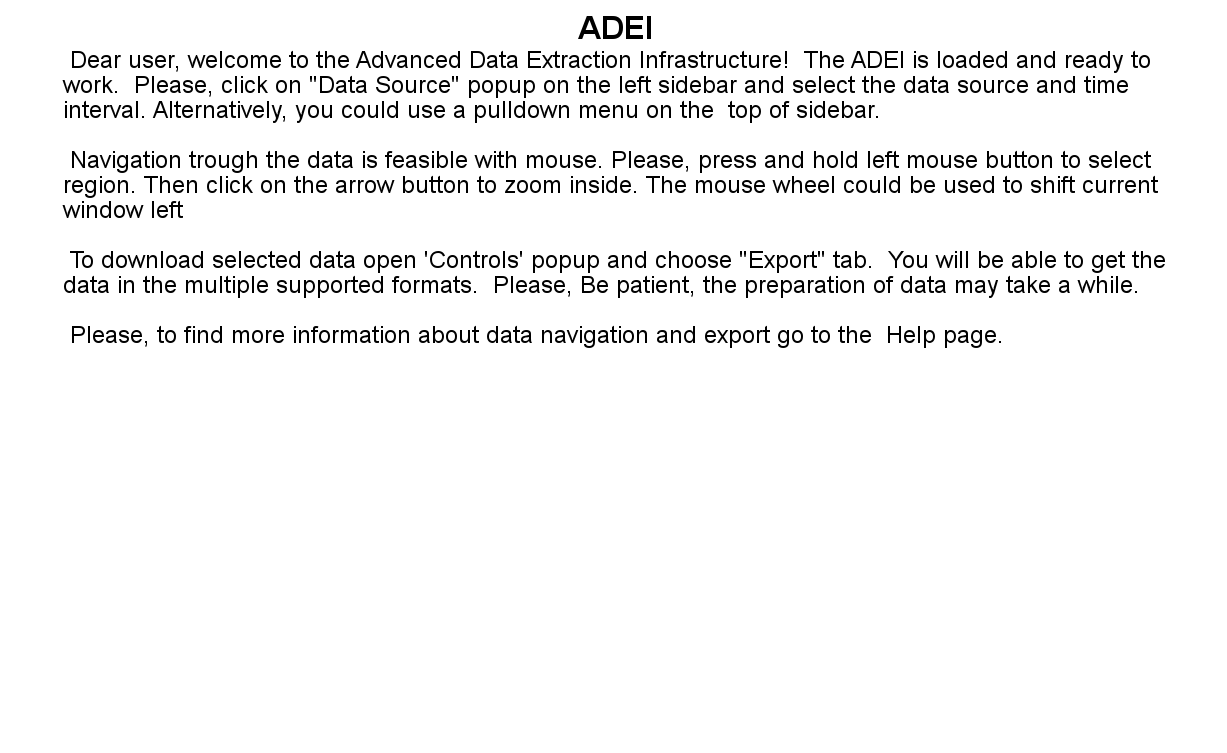 ADEI
Dear user, welcome to the Advanced Data Extraction Infrastructure!  The ADEI is loaded and ready to
work.  Please, click on "Data Source" popup on the left sidebar and select the data source and time
interval. Alternatively, you could use a pulldown menu on the  top of sidebar.
Navigation trough the data is feasible with mouse. Please, press and hold left mouse button to select
region. Then click on the arrow button to zoom inside. The mouse wheel could be used to shift current
window left
To download selected data open 'Controls' popup and choose "Export" tab.  You will be able to get the
data in the multiple supported formats.  Please, Be patient, the preparation of data may take a while.
Please, to find more information about data navigation and export go to the  Help page.